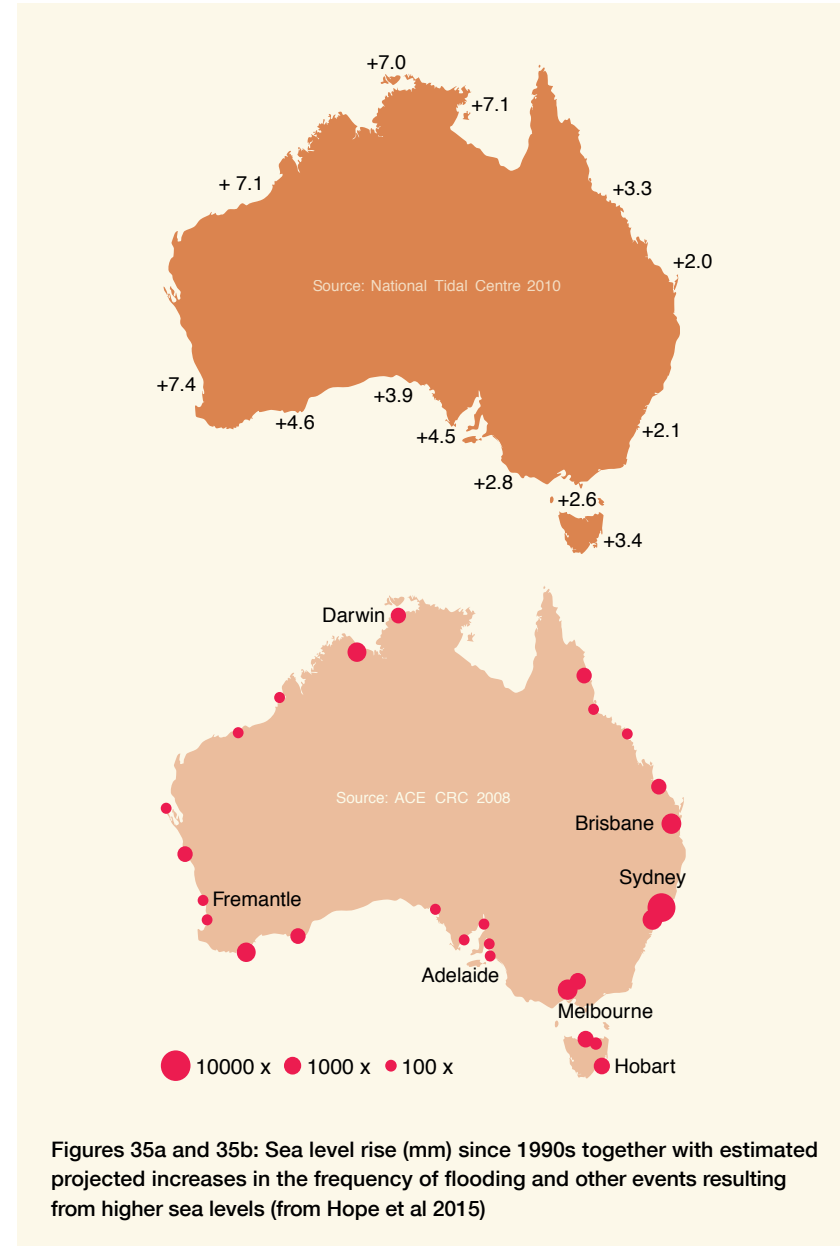 +7.0
+7.1
+ 7.1
+3.3
+2.0
Source: National Tidal Centre 2010
+7.4
+3.9
+4.6
+4.5
+2.1
+2.8
+2.6
+3.4
Darwin
Source: ACE CRC 2008
Brisbane
Sydney
Fremantle
Adelaide
Melbourne
Hobart
10000 x 1000 x 100 x
Figures 35a and 35b: Sea level rise (mm) since 1990s together with estimated
projected increases in the frequency of flooding and other events resulting
from higher sea levels (from Hope et al 2015)